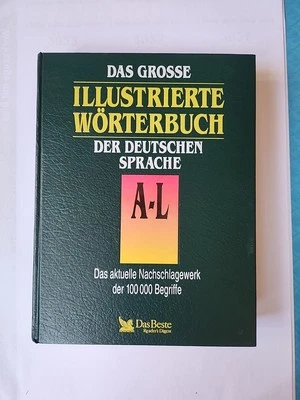 DAS GROSSE
ILLUSTRIERTE
WÖRTERBUCH
DER DEUTSCHEN
SPRACHE
A-L
Das aktuelle Nachschlagewerk
der 100 000 Begriffe
Das Beste
Reader's Digest